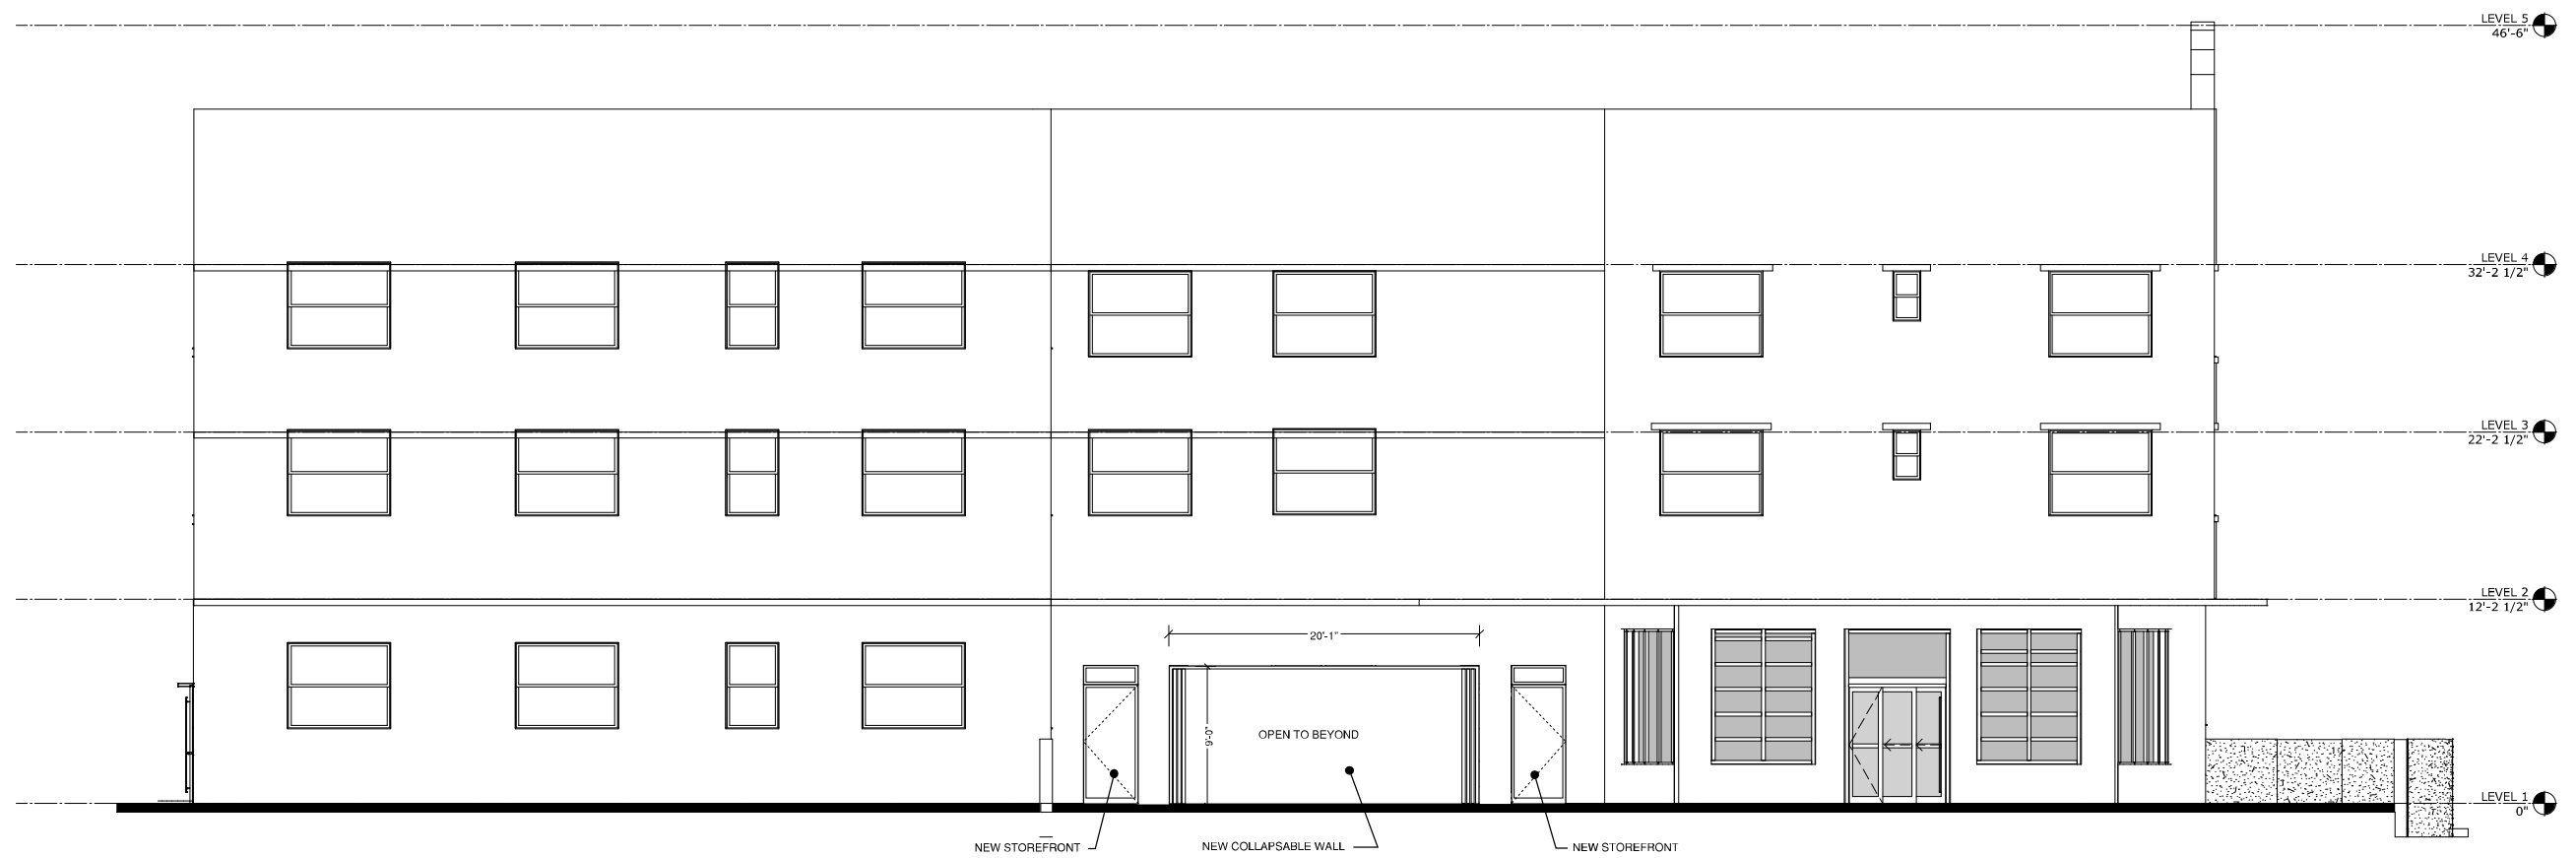 LEVEL 5
46'-6"
LEVEL 4
32'-2 1/2"
LEVEL 3
22'-2 1/2"
LEVEL 2
12'-2 1/2"
20'-1"
9'-0"
OPEN TO BEYOND
LEVEL 1
0"
NEW STOREFRONT
NEW COLLAPSABLE WALL
NEW STOREFRONT